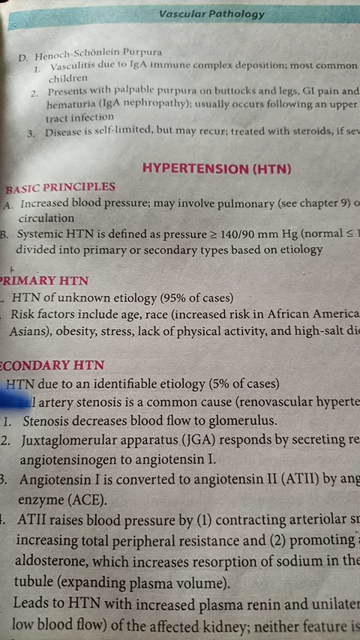 Vascular Pathology
D. Henoch-Schönlein Purpura
1. Vasculitis due to IgA immune complex deposition; most common
children
2. Presents with palpable purpura on buttocks and legs, GI pain and
hematuria (IgA nephropathy); usually occurs following an upper
tract infection
3. Disease is self-limited, but may recur; treated with steroids, if sev
HYPERTENSION (HTN)
BASIC PRINCIPLES
A. Increased blood pressure; may involve pulmonary (see chapter 9) o
circulation
B. Systemic HTN is defined as pressure ≥ 140/90 mm Hg (normal ≤ 1
divided into primary or secondary types based on etiology
PRIMARY HTN
. HTN of unknown etiology (95% of cases)
Risk factors include age, race (increased risk in African America
Asians), obesity, stress, lack of physical activity, and high-salt die
ECONDARY HTN
HTN due to an identifiable etiology (5% of cases)
l artery stenosis is a common cause (renovascular hyperte
1. Stenosis decreases blood flow to glomerulus.
2. Juxtaglomerular apparatus (JGA) responds by secreting re
angiotensinogen to angiotensin I.
3. Angiotensin I is converted to angiotensin II (ATII) by ang
enzyme (ACE).
4. ATII raises blood pressure by (1) contracting arteriolar sm
increasing total peripheral resistance and (2) promoting
aldosterone, which increases resorption of sodium in the
tubule (expanding plasma volume).
Leads to HTN with increased plasma renin and unilater
low blood flow) of the affected kidney; neither feature is